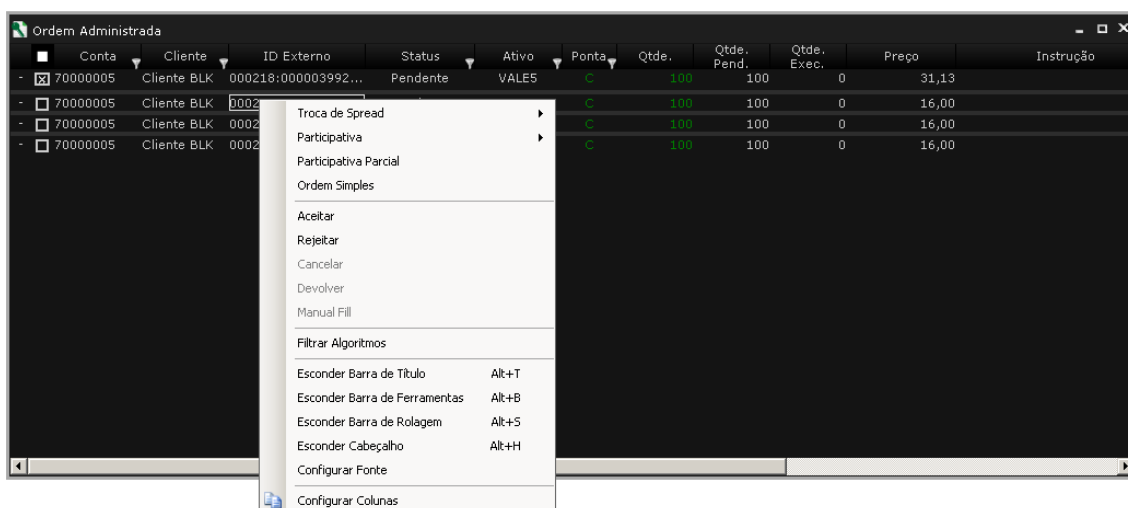 Ordem Administrada
Conta Cliente ID Externo Status Ativo Ponta Qtde. Qtde. Pend. Qtde. Exec. Preço Instrução
- 70000005 Cliente BLK 000218:000003992... Pendente VALE5 C 100 100 0 31,13
- 70000005 Cliente BLK 0002 C 100 100 0 16,00
- 70000005 Cliente BLK 0002 C 100 100 0 16,00
- 70000005 Cliente BLK 0002 C 100 100 0 16,00
Troca de Spread
Participativa
Participativa Parcial
Ordem Simples
Aceitar
Rejeitar
Cancelar
Devolver
Manual Fill
Filtrar Algoritmos
Esconder Barra de Título Alt+T
Esconder Barra de Ferramentas Alt+B
Esconder Barra de Rolagem Alt+S
Esconder Cabeçalho Alt+H
Configurar Fonte
Configurar Colunas